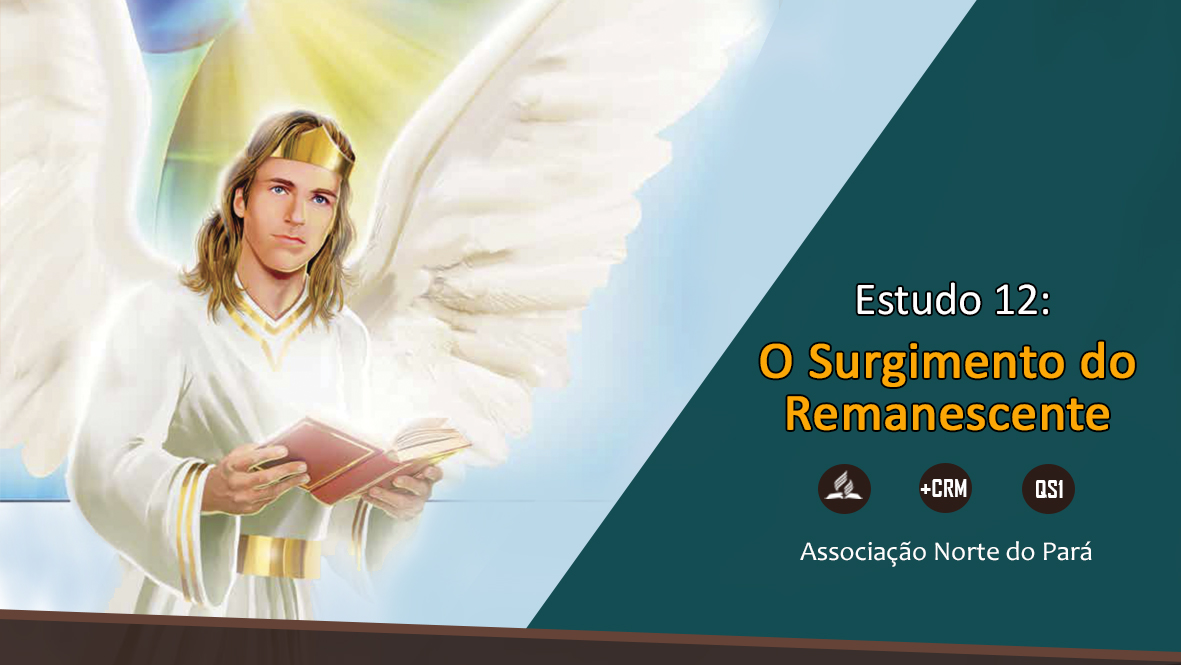 Estudo 12:
O Surgimento do
Remanescente
+CRM
QS1
Associação Norte do Pará